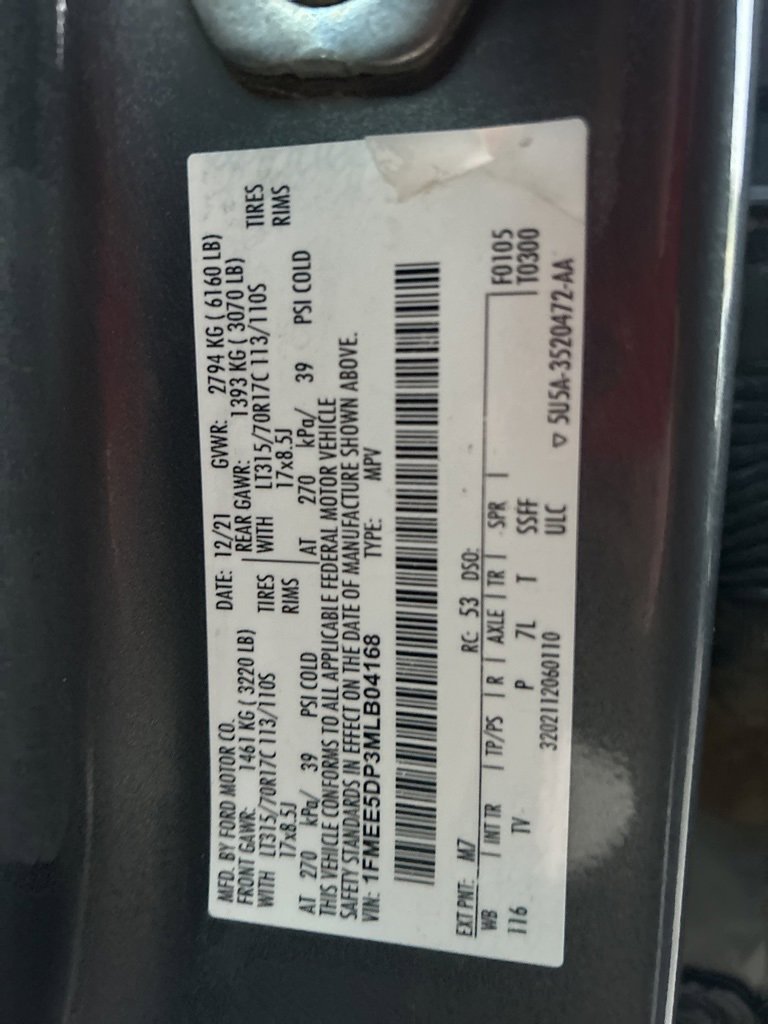 MFD. BY FORD MOTOR CO.
DATE: 12/21 GVWR: 2794 KG ( 6160 LB)
FRONT GAWR: 1461 KG ( 3220 LB)
REAR GAWR: 1393 KG ( 3070 LB)
WITH LT315/70R17C 113/110S TIRES
WITH LT315/70R17C 113/110S TIRES
17x8.5J RIMS
17x8.5J RIMS
AT 270 kPa/ 39 PSI COLD
AT 270 kPa/ 39 PSI COLD
THIS VEHICLE CONFORMS TO ALL APPLICABLE FEDERAL MOTOR VEHICLE
SAFETY STANDARDS IN EFFECT ON THE DATE OF MANUFACTURE SHOWN ABOVE.
VIN: 1FMEE5DP3MLB04168 TYPE: MPV
EXT PNT: M7 RC: 53 DSO:
WB INT TR TP/PS R AXLE TR SPR F0105
T0300
116 TV P 7L T SSFF
ULC
3202112060110
▽ 5U5A-3520472-AA